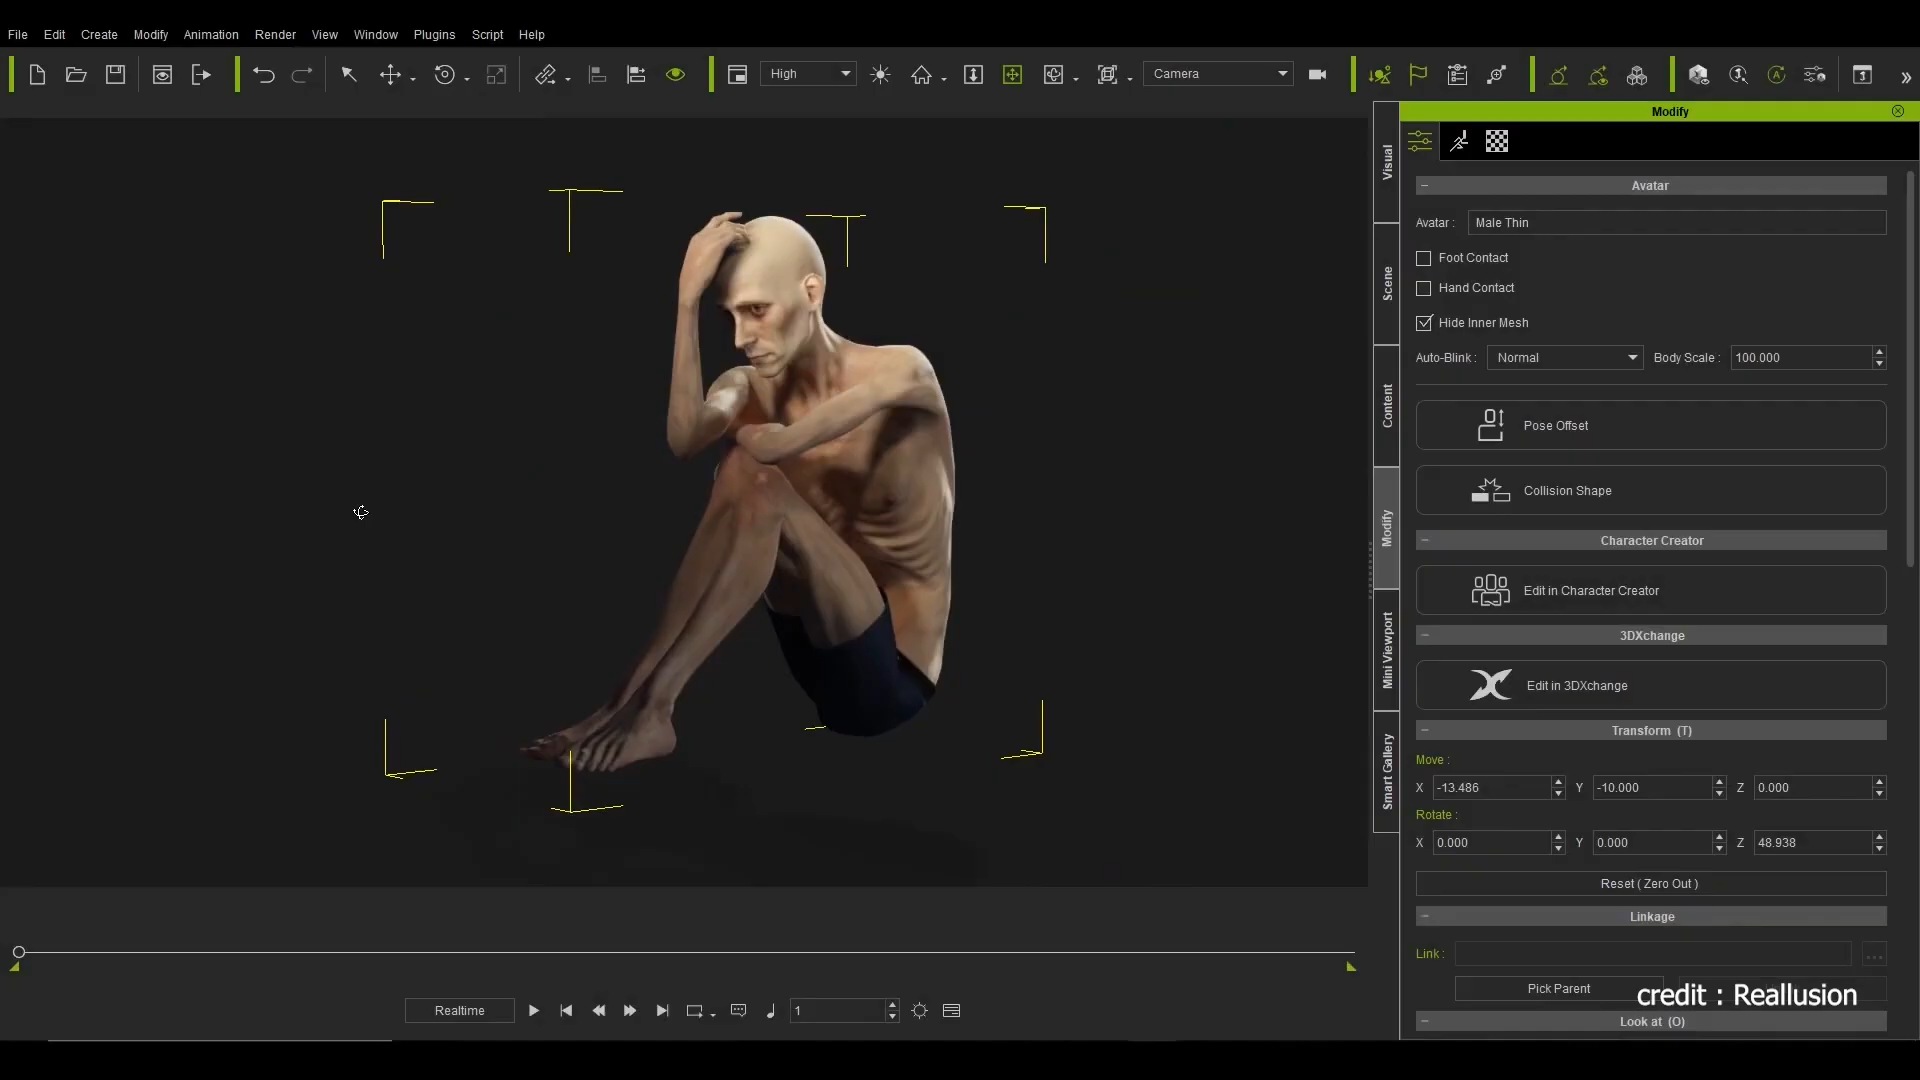 File Edit Create Modify Animation Render View Window Plugins Script Help
High Camera
Modify
Visual
Scene
Content
Modify
Mini Viewport
Smart Gallery
Avatar
Avatar : Male Thin
Foot Contact
Hand Contact
Hide Inner Mesh
Auto-Blink : Normal Body Scale : 100.000
Pose Offset
Collision Shape
Character Creator
Edit in Character Creator
3DXchange
Edit in 3DXchange
Transform (T)
Move :
X -13.486 Y -10.000 Z 0.000
Rotate :
X 0.000 Y 0.000 Z 48.938
Reset ( Zero Out )
Linkage
Link : ...
Pick Parent
credit : Reallusion
Look at (O)
Realtime 1